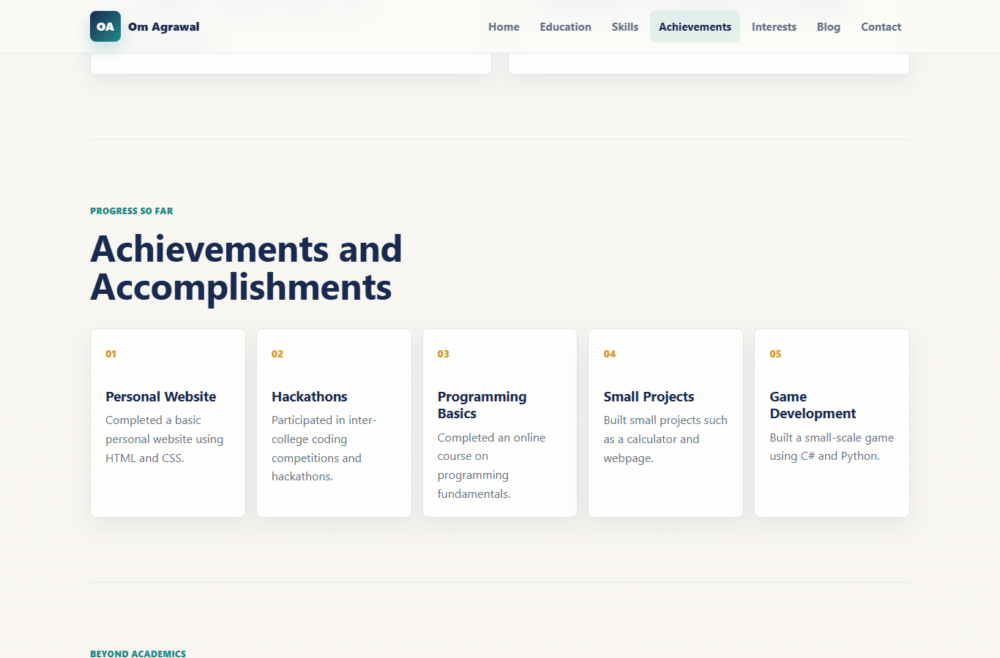 OA Om Agrawal Home Education Skills Achievements Interests Blog Contact
PROGRESS SO FAR
Achievements and
Accomplishments
01
Personal Website
Completed a basic
personal website using
HTML and CSS.
02
Hackathons
Participated in inter-
college coding
competitions and
hackathons.
03
Programming
Basics
Completed an online
course on
programming
fundamentals.
04
Small Projects
Built small projects such
as a calculator and
webpage.
05
Game
Development
Built a small-scale game
using C# and Python.
BEYOND ACADEMICS